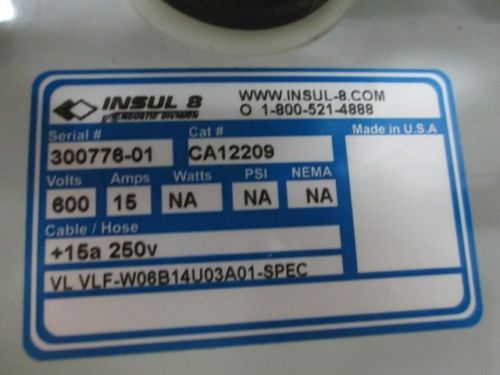 INSUL 8
WWW.INSUL-8.COM
O 1-800-521-4888
Serial #
Cat #
Made in U.S.A
300776-01
CA12209
Volts Amps Watts PSI NEMA
600 15 NA NA NA
Cable / Hose
+15a 250v
VL VLF-W06B14U03A01-SPEC